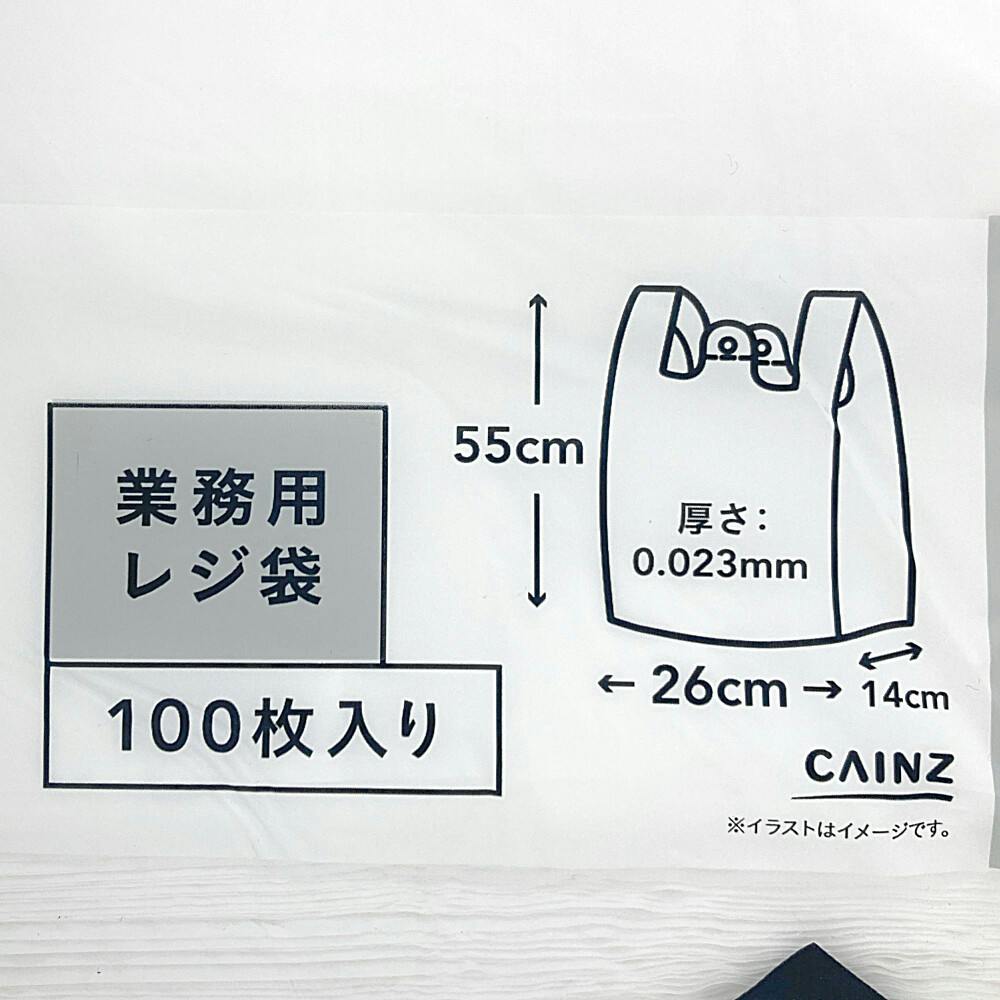 業務用
レジ袋
100枚入り
55cm
厚さ:
0.023mm
26cm
14cm
CAINZ
※イラストはイメージです。